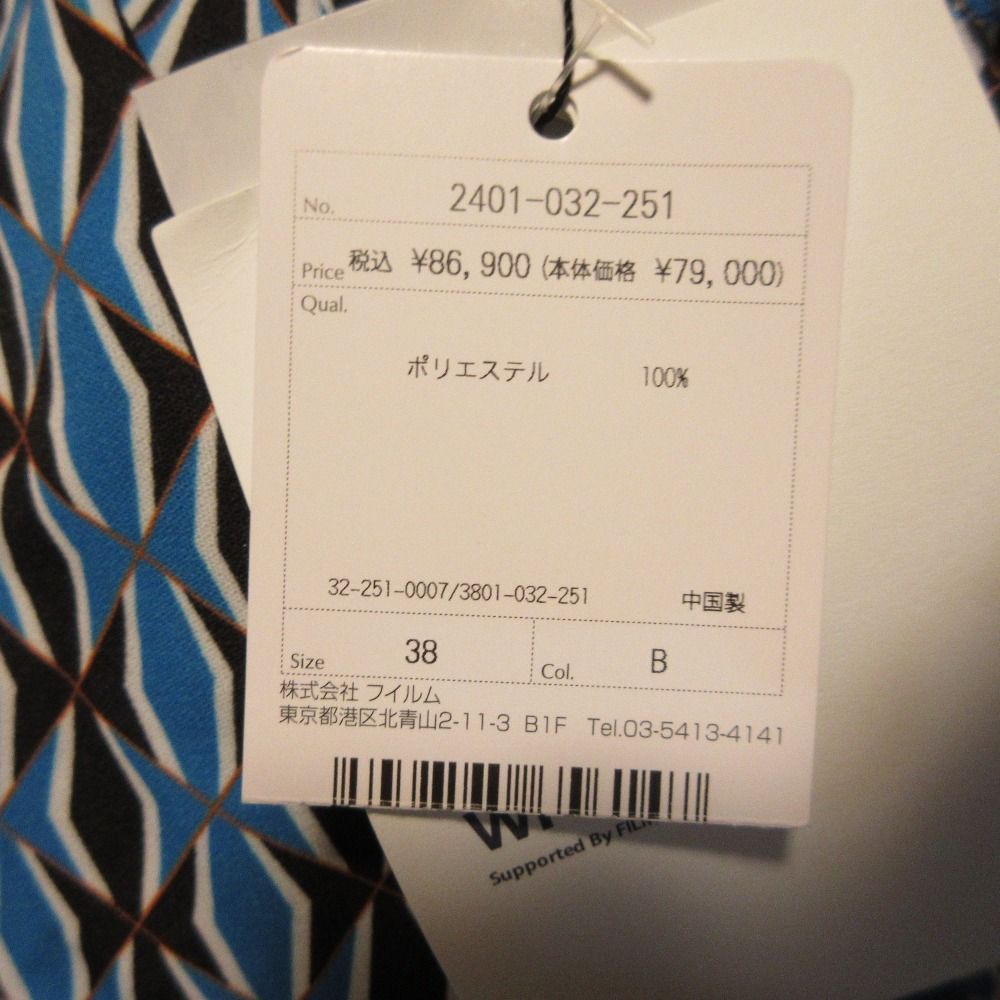 No. 2401-032-251
Price 税込 ¥86,900 (本体価格 ¥79,000)
Qual.
ポリエステル 100%
32-251-0007/3801-032-251 中国製
Size 38 Col. B
株式会社 フイルム
東京都港区北青山2-11-3 B1F Tel.03-5413-4141
Supported By